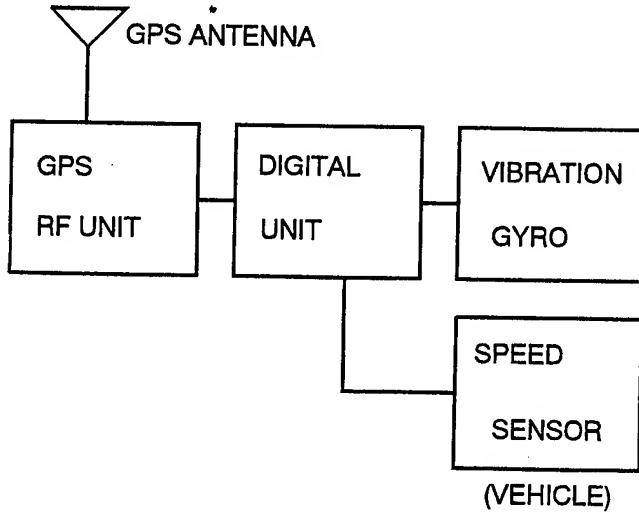 GPS ANTENNA
GPS
RF UNIT
DIGITAL
UNIT
VIBRATION
GYRO
SPEED
SENSOR
(VEHICLE)